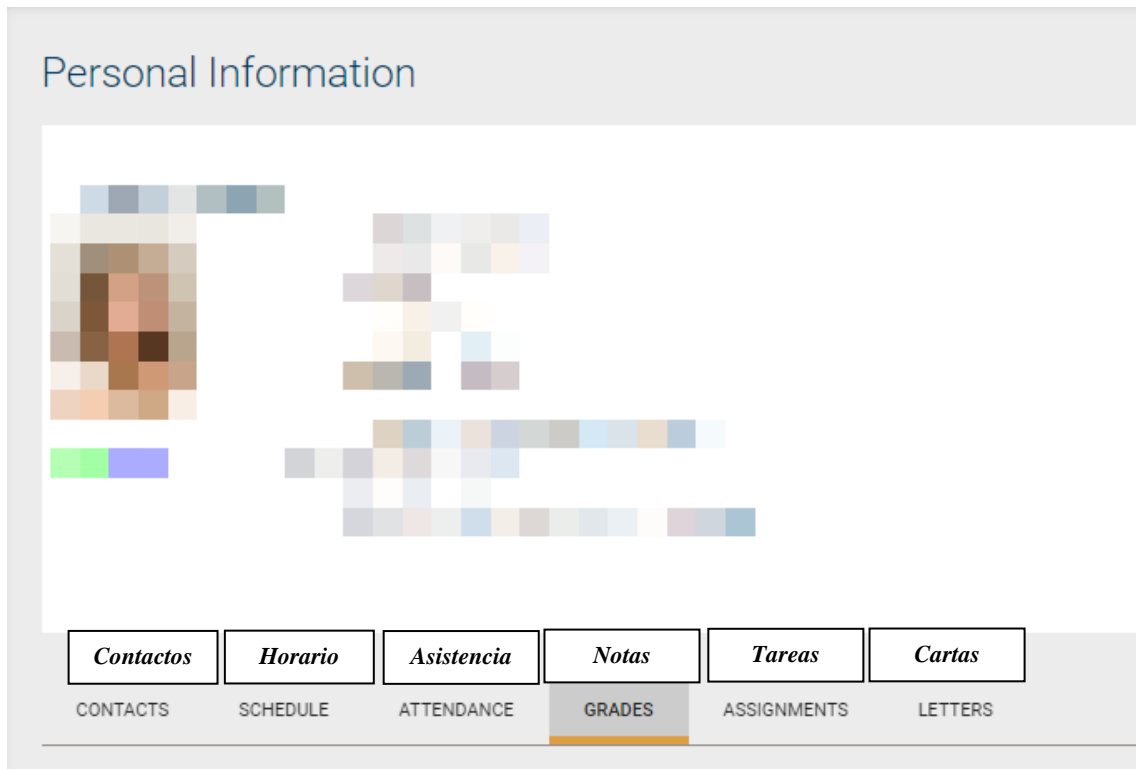 Personal Information
Contactos Horario Asistencia Notas Tareas Cartas
CONTACTS SCHEDULE ATTENDANCE GRADES ASSIGNMENTS LETTERS